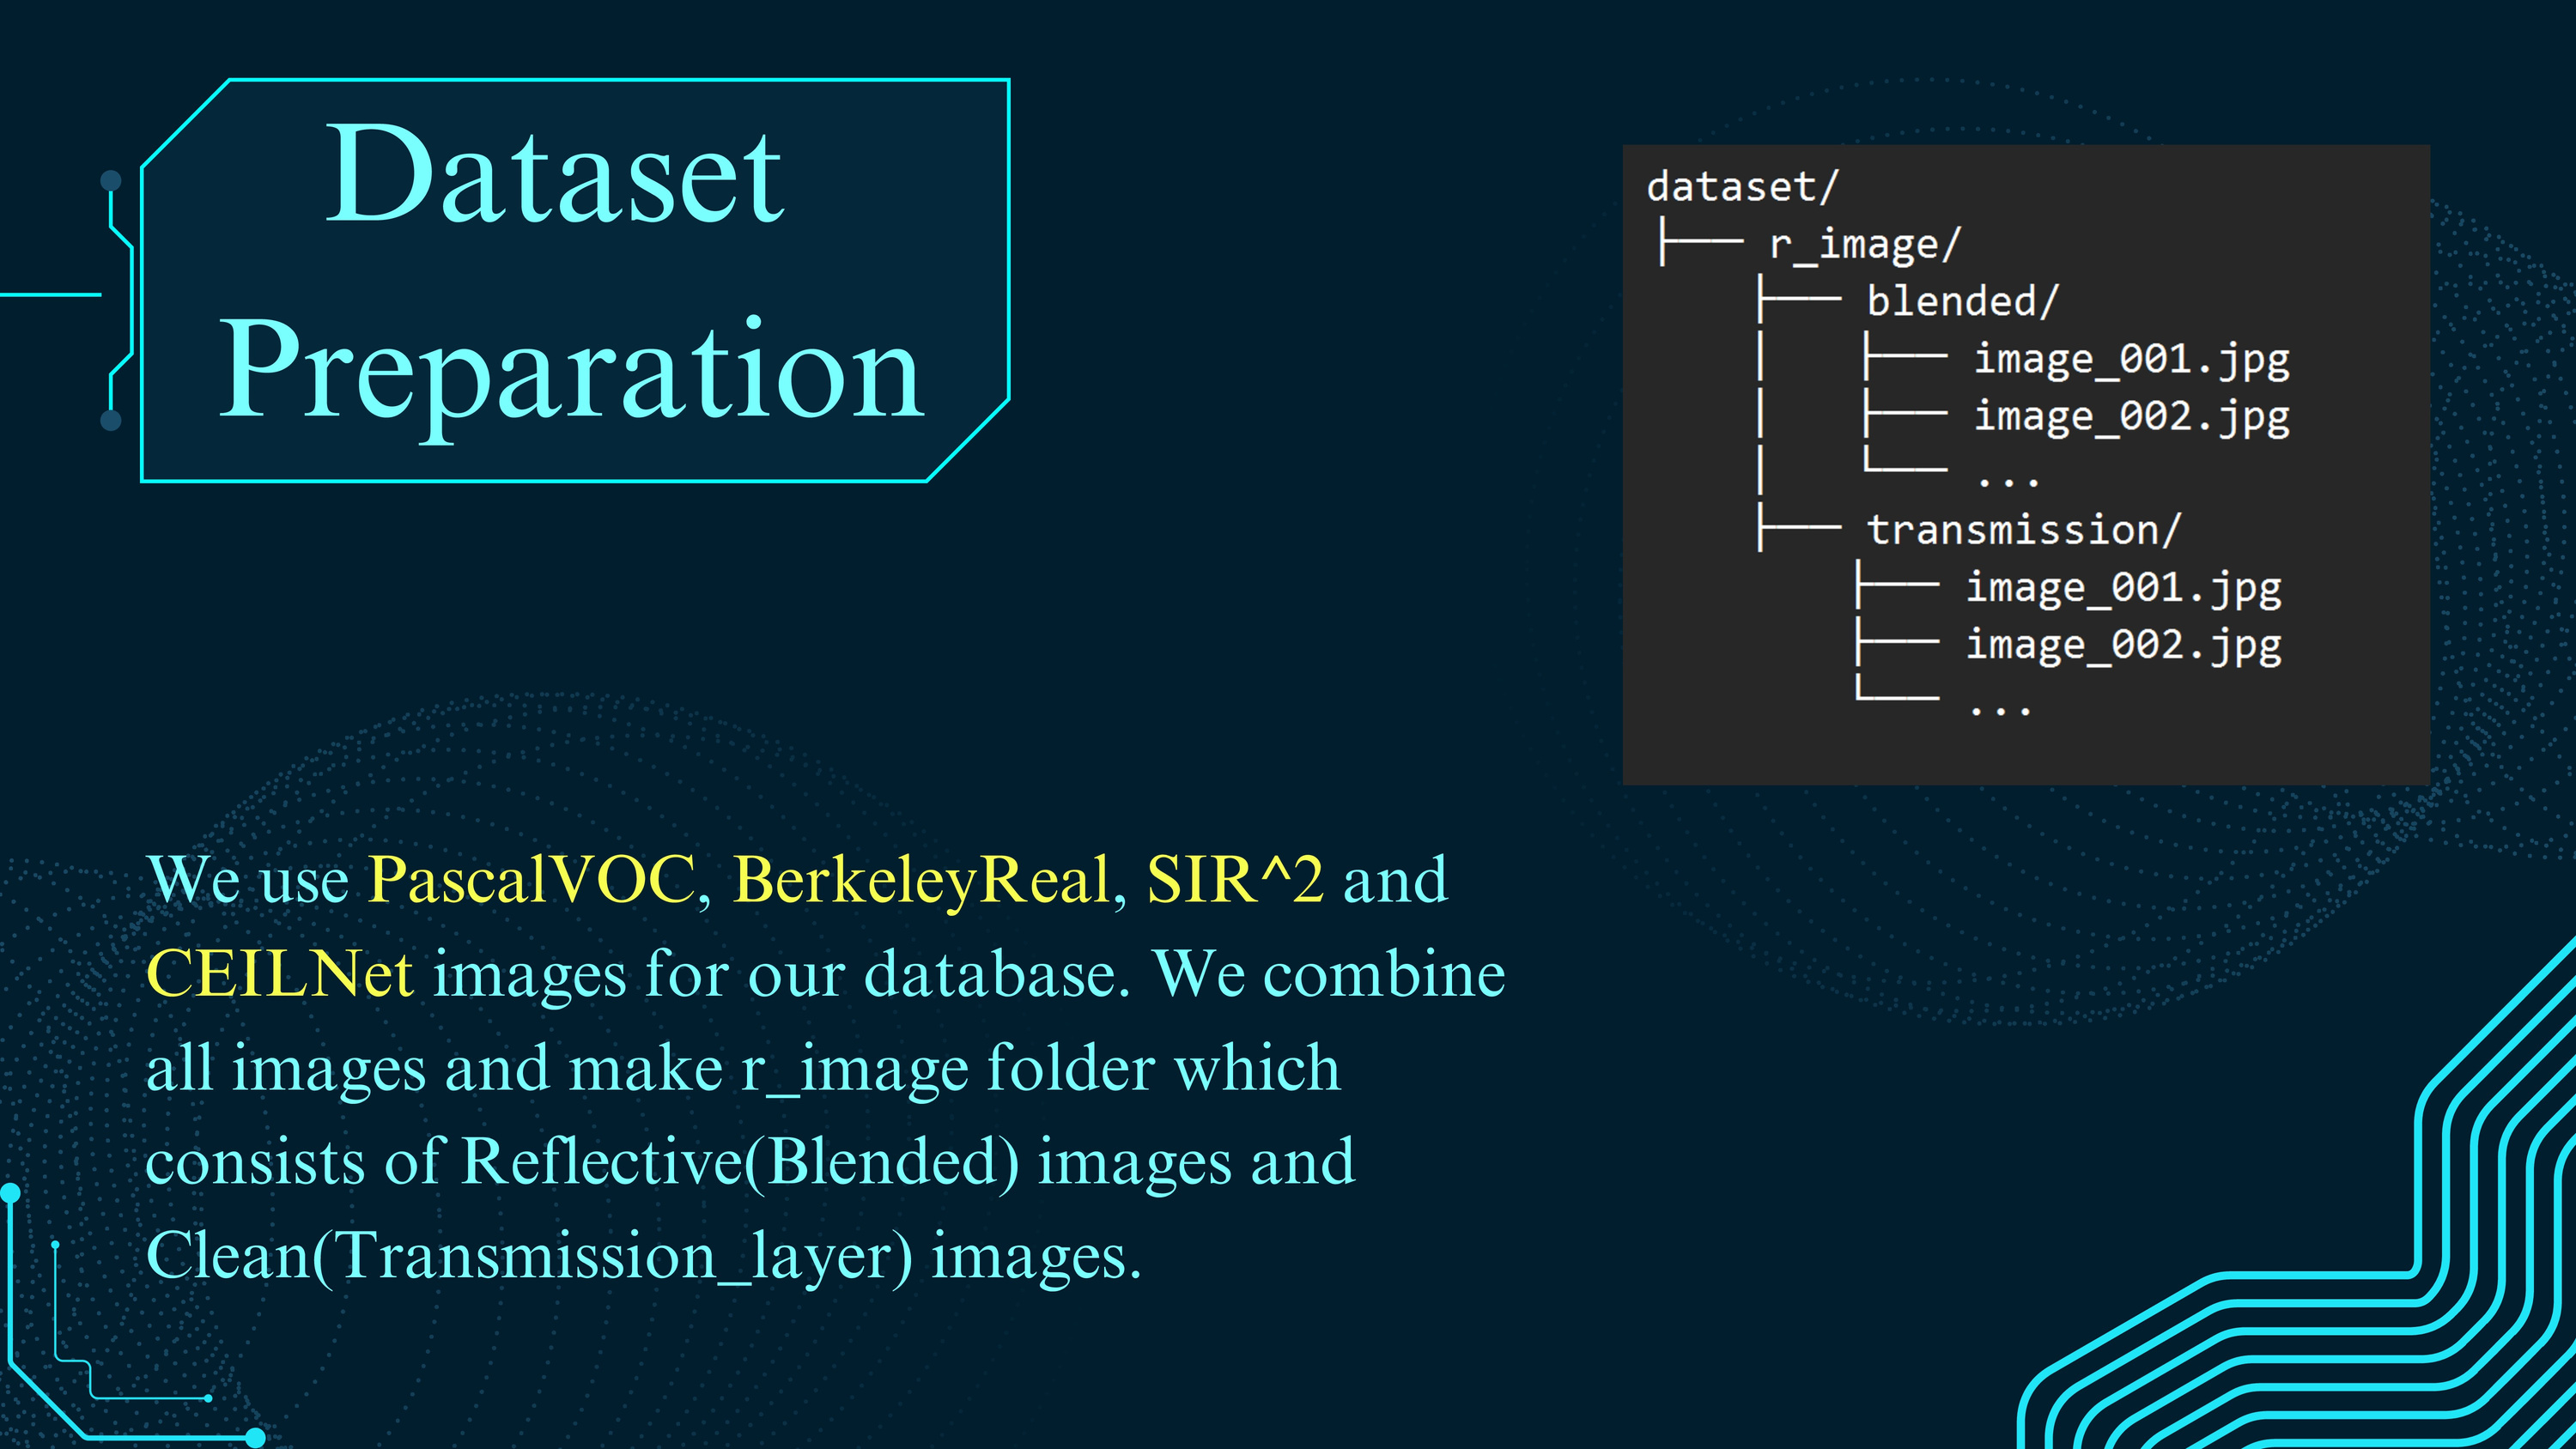 Dataset
Preparation
dataset/
├── r_image/
├── blended/
│ ├── image_001.jpg
│ ├── image_002.jpg
│ └── ...
├── transmission/
├── image_001.jpg
├── image_002.jpg
└── ...
We use PascalVOC, BerkeleyReal, SIR^2 and
CEILNet images for our database. We combine
all images and make r_image folder which
consists of Reflective(Blended) images and
Clean(Transmission_layer) images.